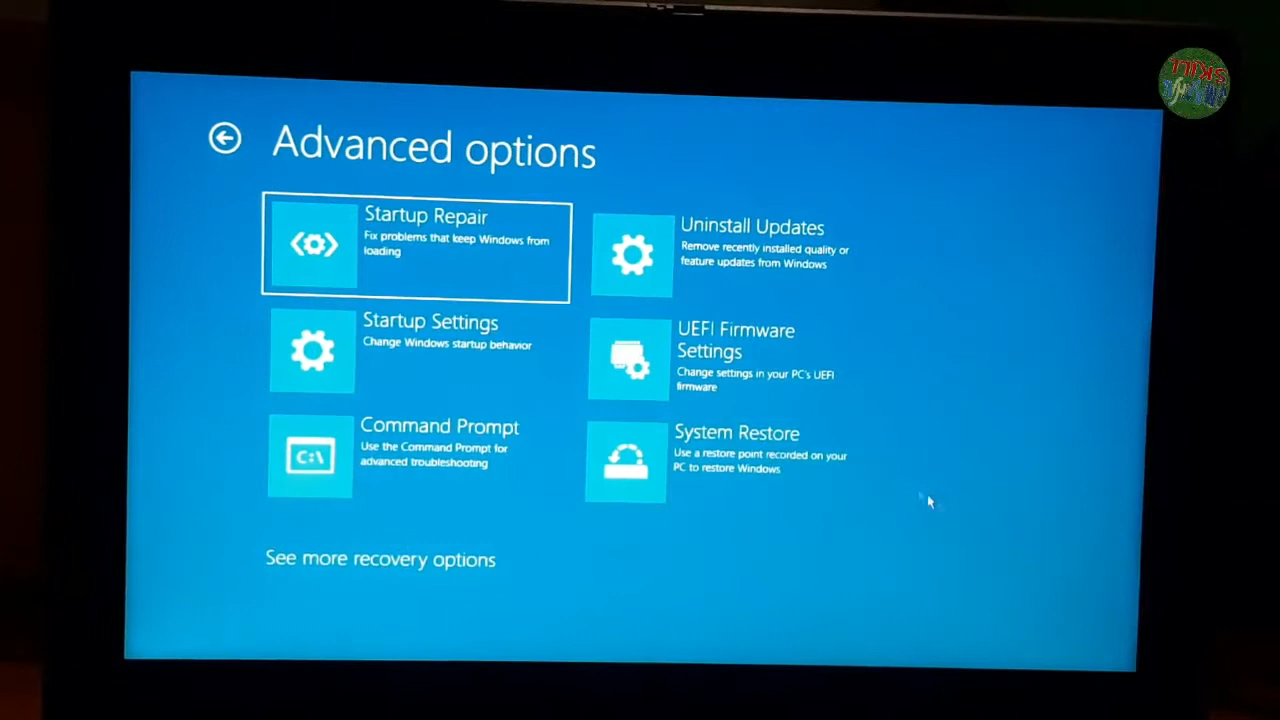 Advanced options
Startup Repair
Fix problems that keep Windows from
loading
Uninstall Updates
Remove recently installed quality or
feature updates from Windows
Startup Settings
Change Windows startup behavior
UEFI Firmware
Settings
Change settings in your PC's UEFI
firmware
Command Prompt
Use the Command Prompt for
advanced troubleshooting
C:\
System Restore
Use a restore point recorded on your
PC to restore Windows
See more recovery options